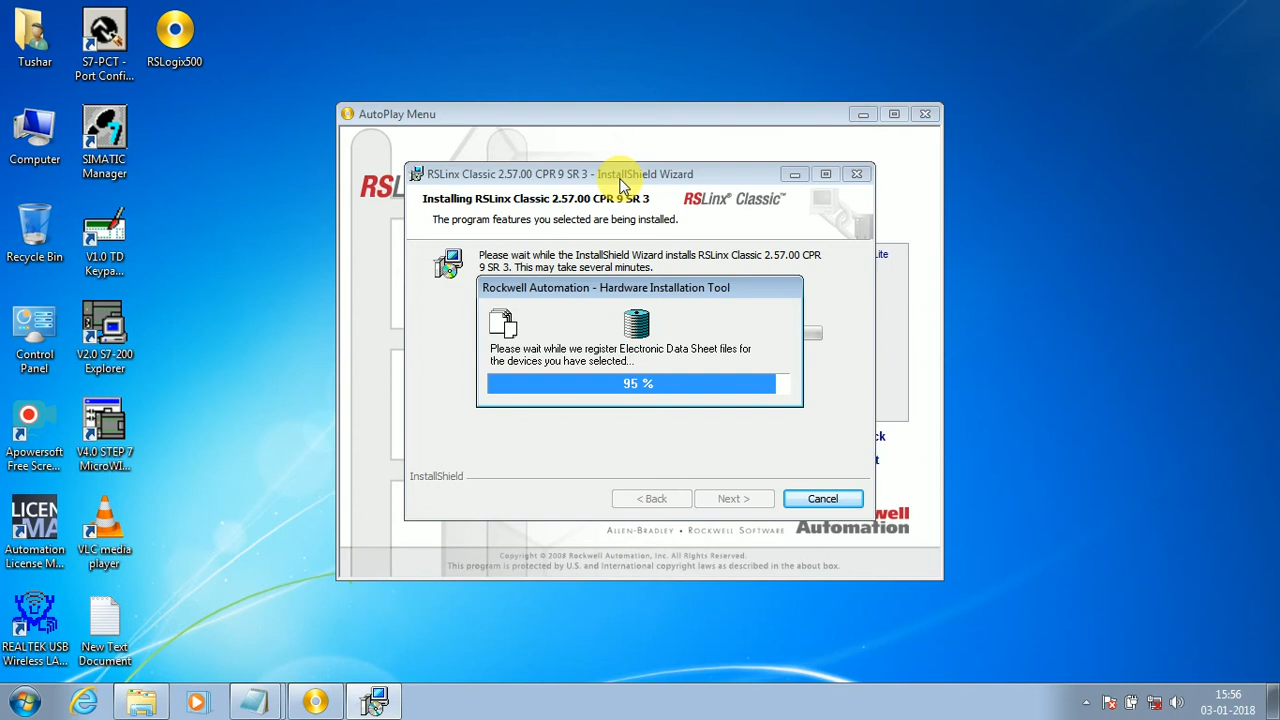 Tushar
S7-PCT -
Port Confi...
RSLogix500
Computer
SIMATIC
Manager
Recycle Bin
V1.0 TD
Keypa...
Control
Panel
V2.0 S7-200
Explorer
Apowersoft
Free Scre...
V4.0 STEP 7
MicroWI...
LICEN
MA
Automation
License M...
VLC media
player
REALTEK USB
Wireless LA...
New Text
Document
AutoPlay Menu
RS
RSLinx Classic 2.57.00 CPR 9 SR 3 - InstallShield Wizard
Installing RSLinx Classic 2.57.00 CPR 9 SR 3
RSLinx® Classic™
The program features you selected are being installed.
Please wait while the InstallShield Wizard installs RSLinx Classic 2.57.00 CPR
9 SR 3. This may take several minutes.
ite
Rockwell Automation - Hardware Installation Tool
Please wait while we register Electronic Data Sheet files for
the devices you have selected...
95 %
ck
t
InstallShield
< Back
Next >
Cancel
ALLEN-BRADLEY • ROCKWELL SOFTWARE
ell
Automation
Copyright © 2008 Rockwell Automation, Inc. All Rights Reserved.
This program is protected by U.S. and International copyright laws as described in the about box.
15:56
03-01-2018